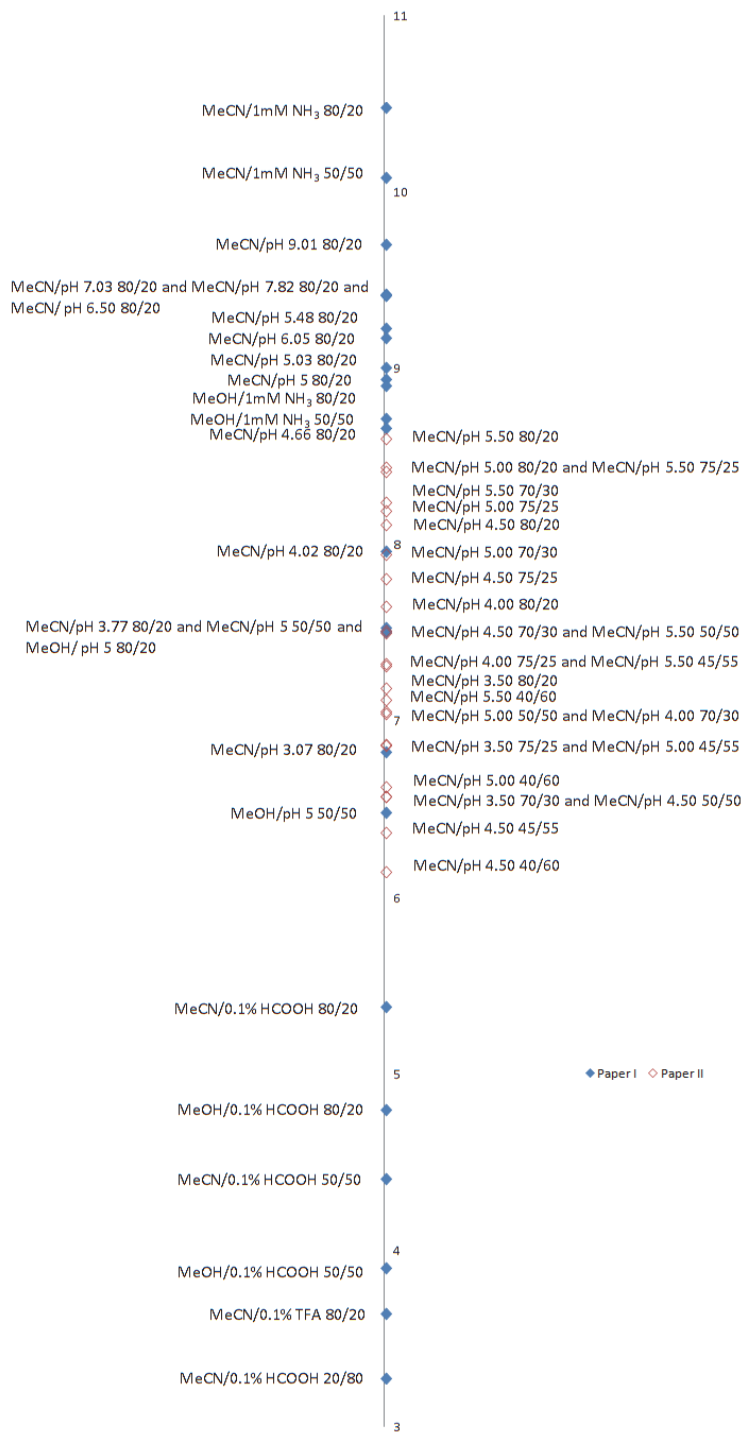 11
MeCN/1mM NH₃ 80/20
MeCN/1mM NH₃ 50/50
10
MeCN/pH 9.01 80/20
MeCN/pH 7.03 80/20 and MeCN/pH 7.82 80/20 and
MeCN/ pH 6.50 80/20
MeCN/pH 5.48 80/20
MeCN/pH 6.05 80/20
MeCN/pH 5.03 80/20
9
MeCN/pH 5 80/20
MeOH/1mM NH₃ 80/20
MeOH/1mM NH₃ 50/50
MeCN/pH 4.66 80/20
MeCN/pH 5.50 80/20
MeCN/pH 5.00 80/20 and MeCN/pH 5.50 75/25
MeCN/pH 5.50 70/30
MeCN/pH 5.00 75/25
MeCN/pH 4.50 80/20
8
MeCN/pH 4.02 80/20
MeCN/pH 5.00 70/30
MeCN/pH 4.50 75/25
MeCN/pH 4.00 80/20
MeCN/pH 3.77 80/20 and MeCN/pH 5 50/50 and
MeOH/ pH 5 80/20
MeCN/pH 4.50 70/30 and MeCN/pH 5.50 50/50
MeCN/pH 4.00 75/25 and MeCN/pH 5.50 45/55
MeCN/pH 3.50 80/20
MeCN/pH 5.50 40/60
7
MeCN/pH 5.00 50/50 and MeCN/pH 4.00 70/30
MeCN/pH 3.07 80/20
MeCN/pH 3.50 75/25 and MeCN/pH 5.00 45/55
MeCN/pH 5.00 40/60
MeCN/pH 3.50 70/30 and MeCN/pH 4.50 50/50
MeOH/pH 5 50/50
MeCN/pH 4.50 45/55
MeCN/pH 4.50 40/60
6
MeCN/0.1% HCOOH 80/20
5
Paper I Paper II
MeOH/0.1% HCOOH 80/20
MeCN/0.1% HCOOH 50/50
4
MeOH/0.1% HCOOH 50/50
MeCN/0.1% TFA 80/20
MeCN/0.1% HCOOH 20/80
3